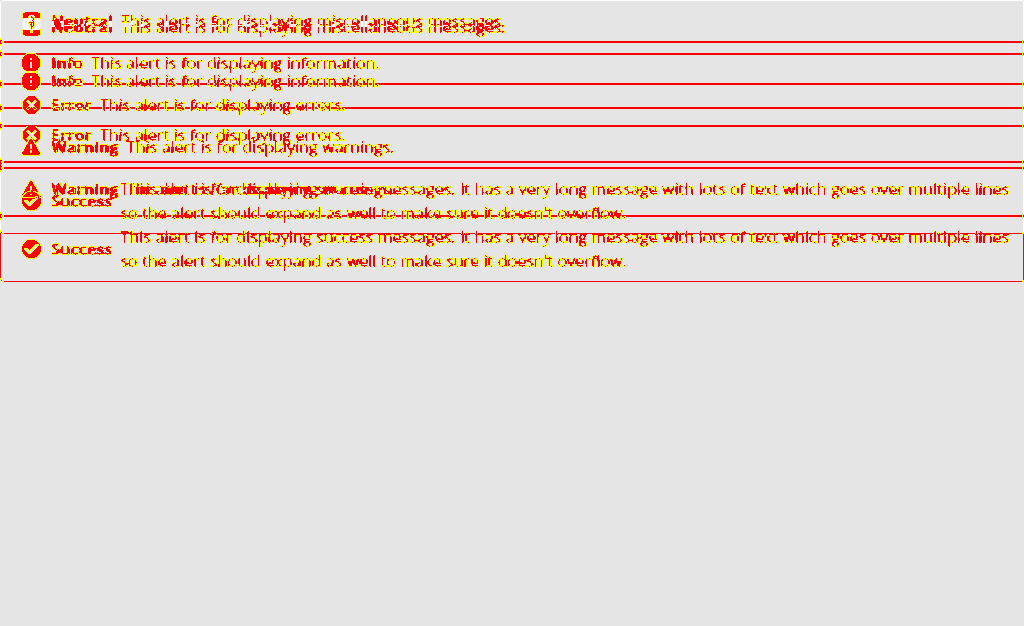 Neutral This alert is for displaying miscellaneous messages.
Neutral This alert is for displaying miscellaneous messages.
Info This alert is for displaying information.
Info This alert is for displaying information.
Error This alert is for displaying errors.
Error This alert is for displaying errors.
Warning This alert is for displaying warnings.
Warning This alert is for displaying warnings.
Success This alert is for displaying success messages. It has a very long message with lots of text which goes over multiple lines
so the alert should expand as well to make sure it doesn't overflow.
Success This alert is for displaying success messages. It has a very long message with lots of text which goes over multiple lines
so the alert should expand as well to make sure it doesn't overflow.